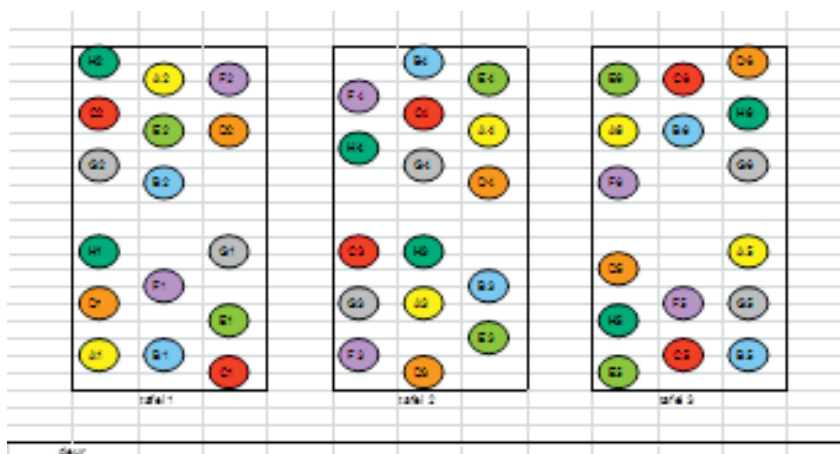 H2 B4 D6
A2 F2 E4 E6 C6
F4
C2 C4 H6
E2 D2 A4 A6 B6
H4
G2 G4 G6
B2 D4 F6
H1 G1 C3 H3 A5
D5
F1 B3
D1 G3 A3 F5 G5
E1 H5
E3
A1 B1 F3 C5 B5
C1 D3 E5
tafel 1 tafel 2 tafel 3
deur